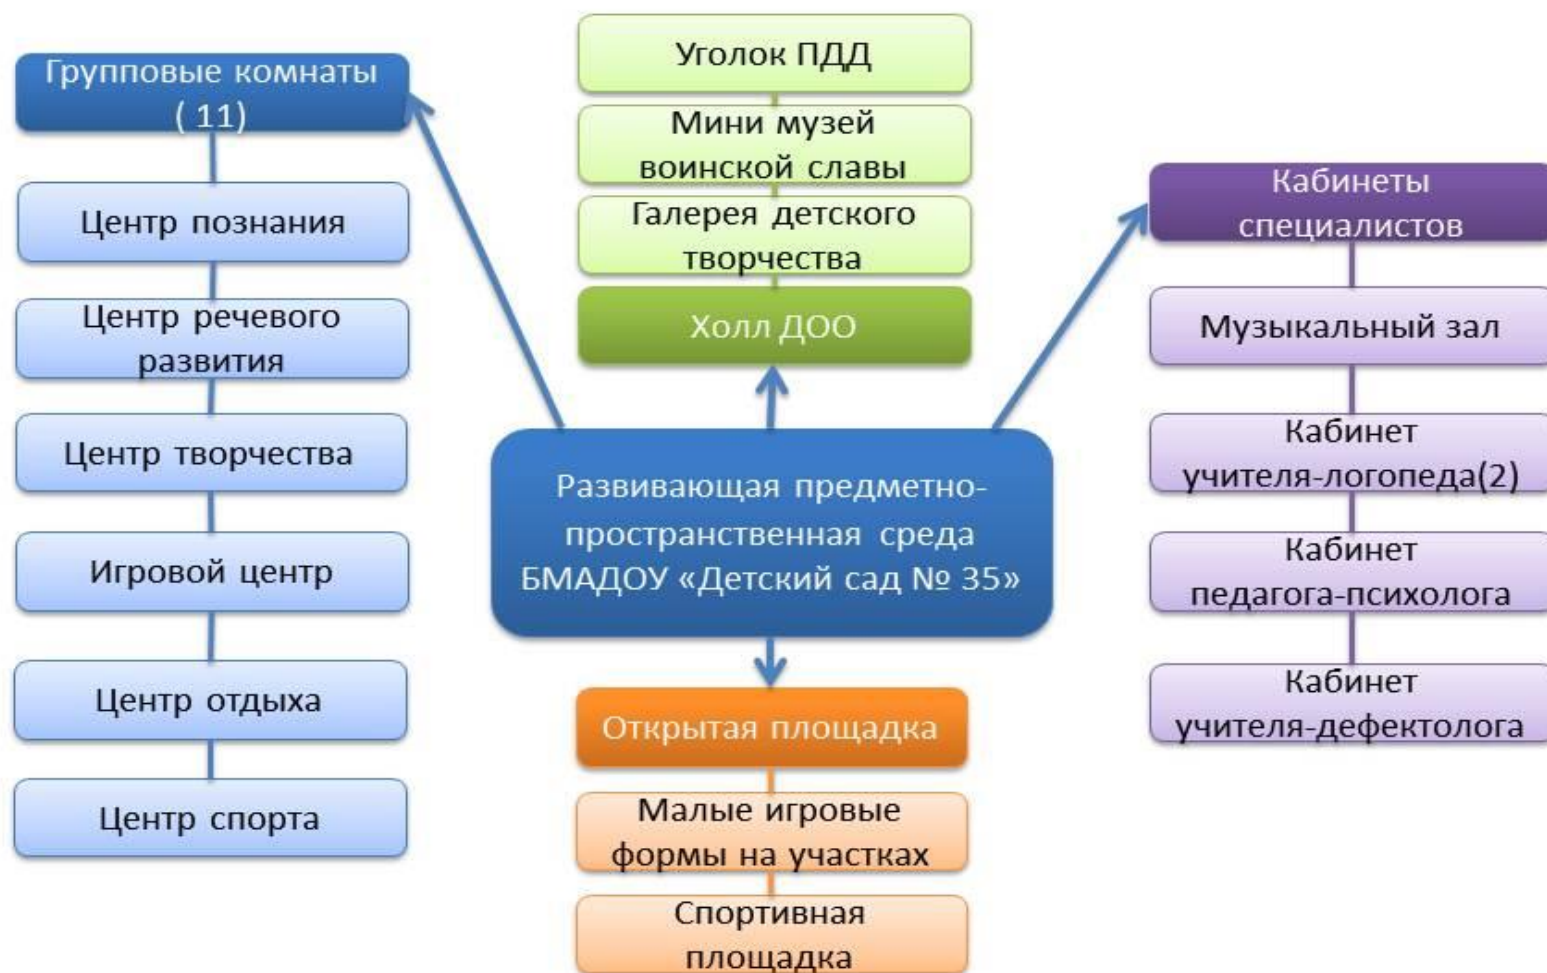 Групповые комнаты
( 11)
Центр познания
Центр речевого
развития
Центр творчества
Игровой центр
Центр отдыха
Центр спорта
Уголок ПДД
Мини музей
воинской славы
Галерея детского
творчества
Холл ДОО
Развивающая предметно-
пространственная среда
БМАДОУ «Детский сад № 35»
Открытая площадка
Малые игровые
формы на участках
Спортивная
площадка
Кабинеты
специалистов
Музыкальный зал
Кабинет
учителя-логопеда(2)
Кабинет
педагога-психолога
Кабинет
учителя-дефектолога